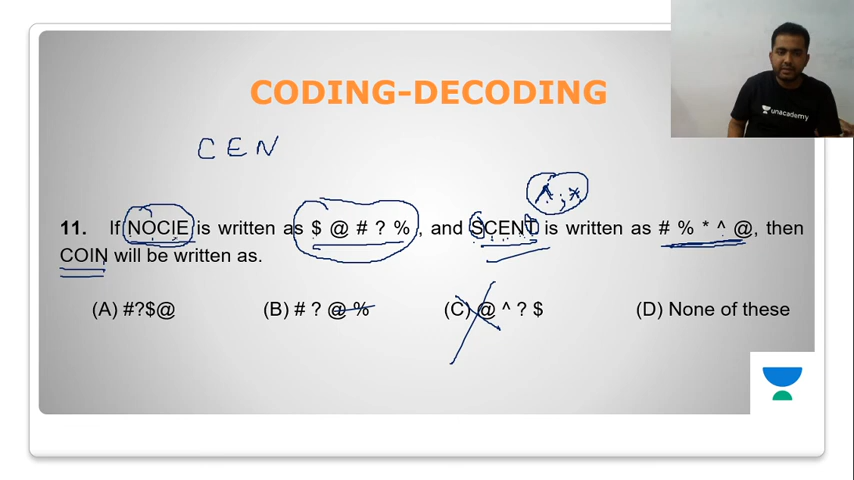 unacademy
CODING-DECODING
CEN
^, *
11. If NOCIE is written as $ @ # ? % , and SCENT is written as # % * ^ @, then
COIN will be written as.
(A) #?$@ (B) # ? @ % (C) @ ^ ? $ (D) None of these